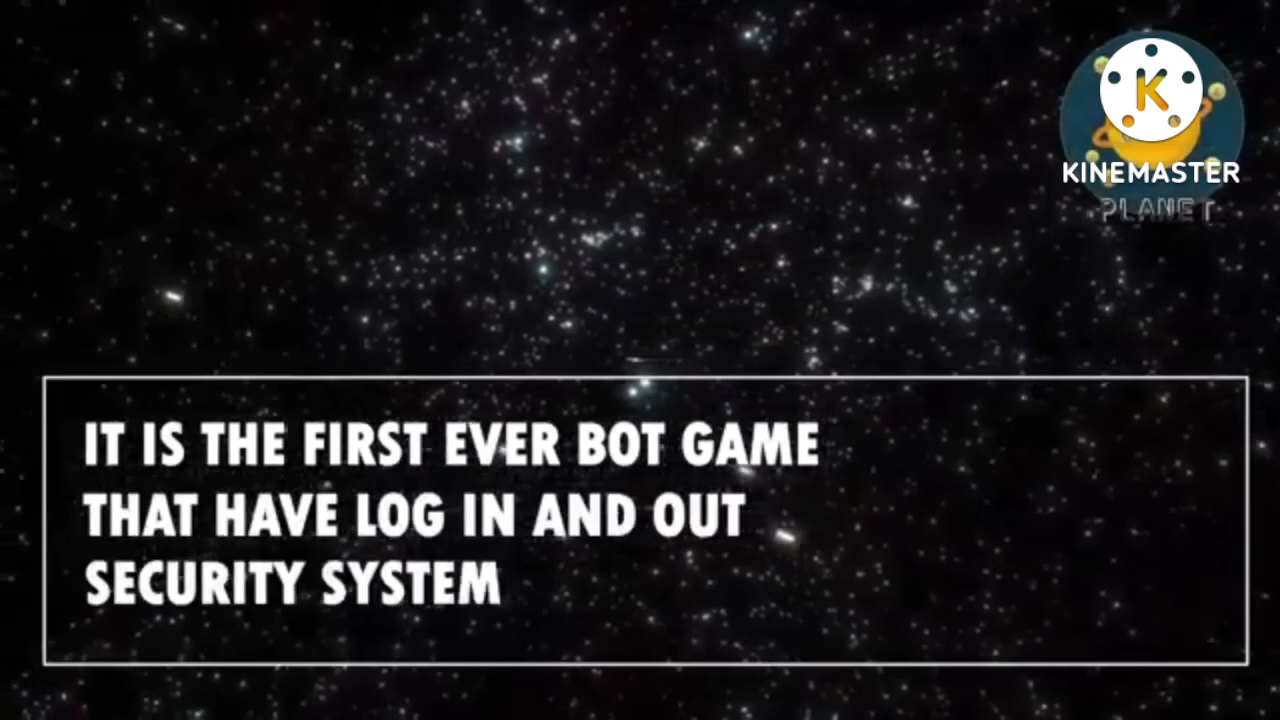 K
KINEMASTER
PLANET
IT IS THE FIRST EVER BOT GAME
THAT HAVE LOG IN AND OUT
SECURITY SYSTEM